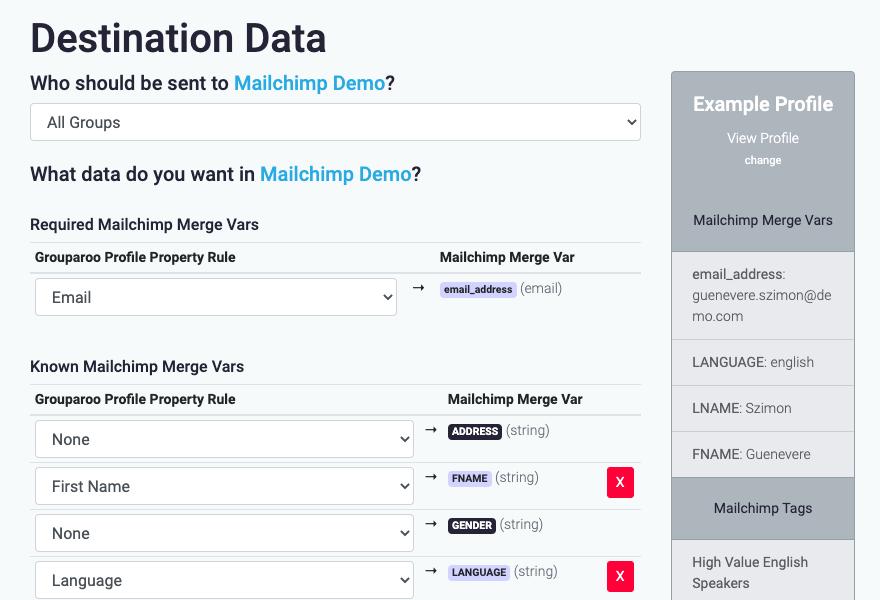 Destination Data
Who should be sent to Mailchimp Demo?
All Groups
What data do you want in Mailchimp Demo?
Required Mailchimp Merge Vars
Grouparoo Profile Property Rule Mailchimp Merge Var
Email → email_address (email)
Known Mailchimp Merge Vars
Grouparoo Profile Property Rule Mailchimp Merge Var
None → ADDRESS (string)
First Name → FNAME (string) X
None → GENDER (string)
Language → LANGUAGE (string) X
Example Profile
View Profile
change
Mailchimp Merge Vars
email_address:
guenevere.szimon@de
mo.com
LANGUAGE: english
LNAME: Szimon
FNAME: Guenevere
Mailchimp Tags
High Value English
Speakers